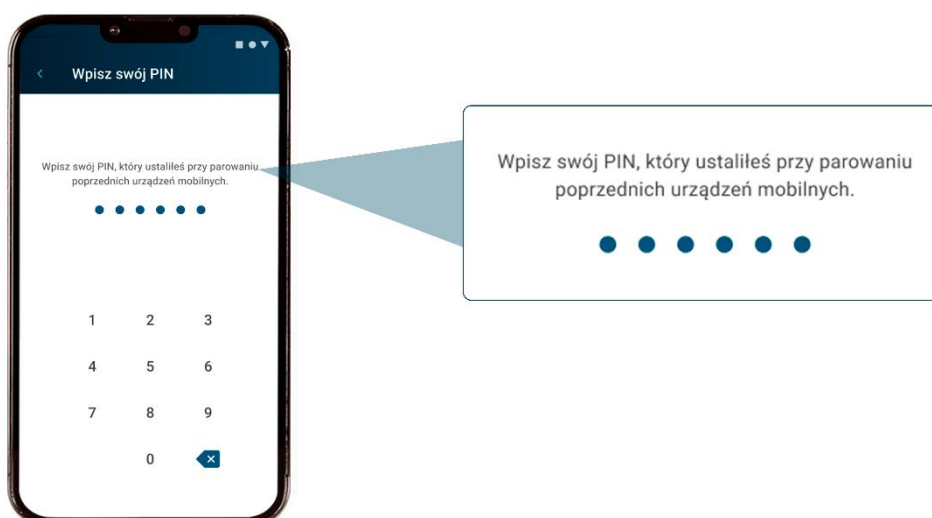 Wpisz swój PIN
Wpisz swój PIN, który ustaliłeś przy parowaniu
poprzednich urządzeń mobilnych.
1 2 3
4 5 6
7 8 9
0
Wpisz swój PIN, który ustaliłeś przy parowaniu
poprzednich urządzeń mobilnych.